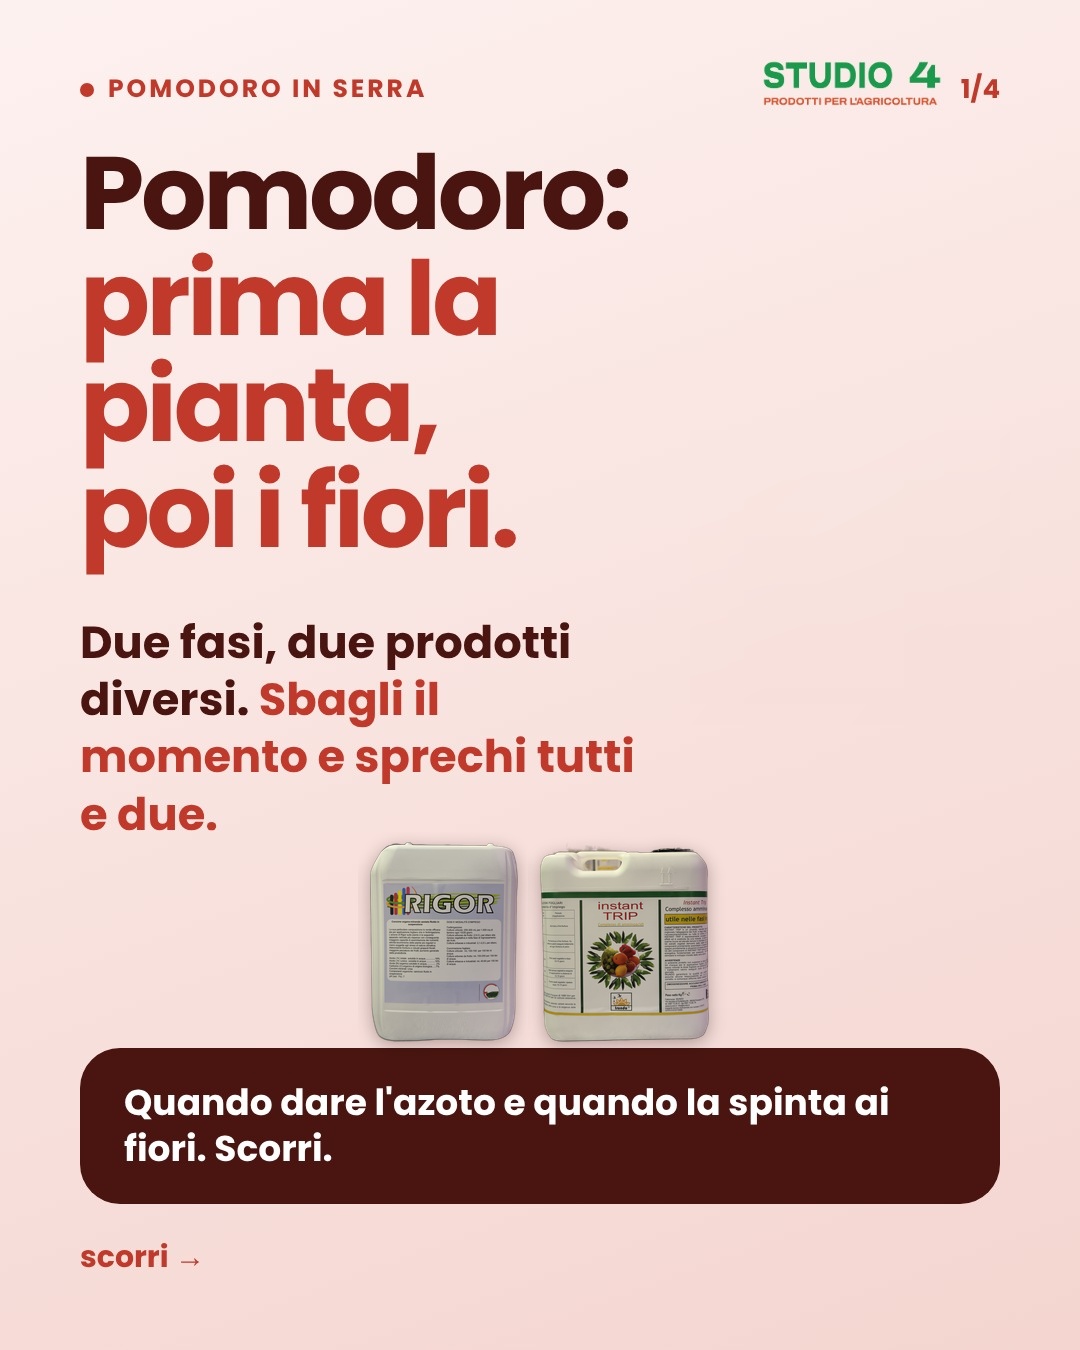 POMODORO IN SERRA
STUDIO 4
PRODOTTI PER L'AGRICOLTURA
1/4
Pomodoro:
prima la
pianta,
poi i fiori.
Due fasi, due prodotti
diversi. Sbagli il
momento e sprechi tutti
e due.
RIGOR
instant
TRIP
Quando dare l'azoto e quando la spinta ai
fiori. Scorri.
scorri →